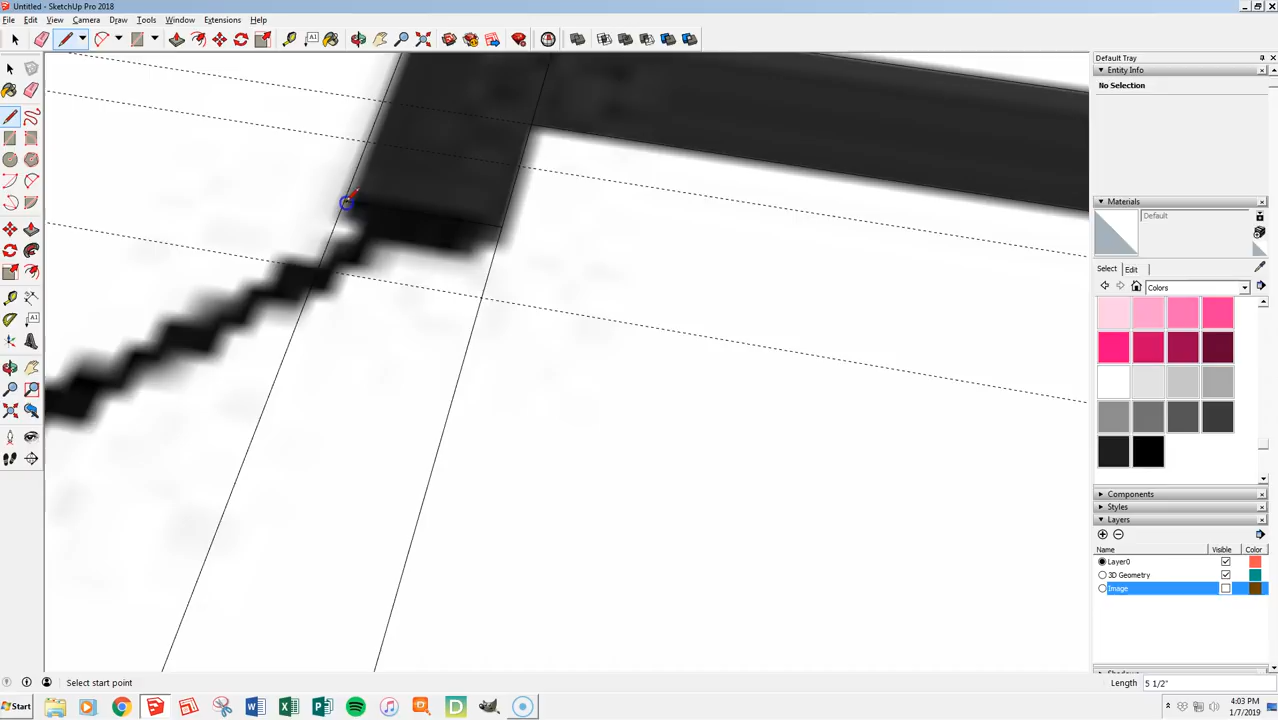 Untitled - SketchUp Pro 2018
File Edit View Camera Draw Tools Window Extensions Help
Default Tray
Entity Info
No Selection
Materials
Default
Select Edit
Colors
Components
Styles
Layers
Name Visible Color
Layer0
3D Geometry
Image
Select start point
Length 5 1/2"
Start
4:03 PM
1/7/2019